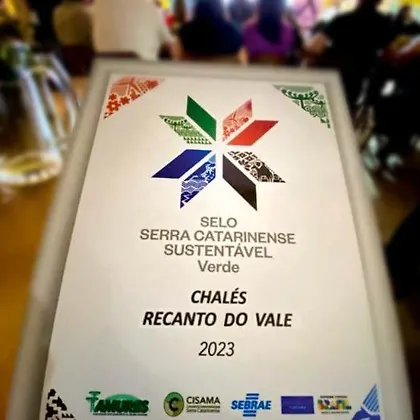 SELO
SERRA CATARINENSE
SUSTENTÁVEL
Verde
CHALÉS
RECANTO DO VALE
2023
AMURES CISAMA SEBRAE